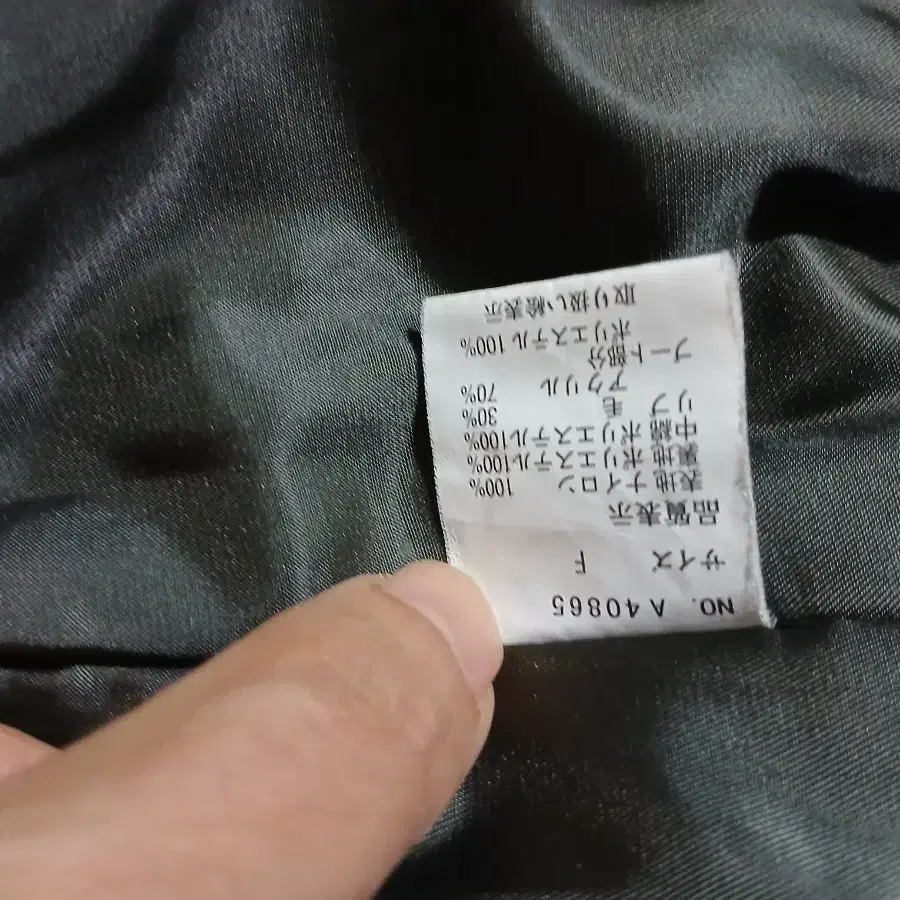 NO. A40865
サイズ F
品質表示
表地 ナイロン 100%
裏地 ポリエステル100%
中綿 ポリエステル100%
リブ 毛 30%
アクリル 70%
フード部分
ポリエステル 100%
取り扱い絵表示